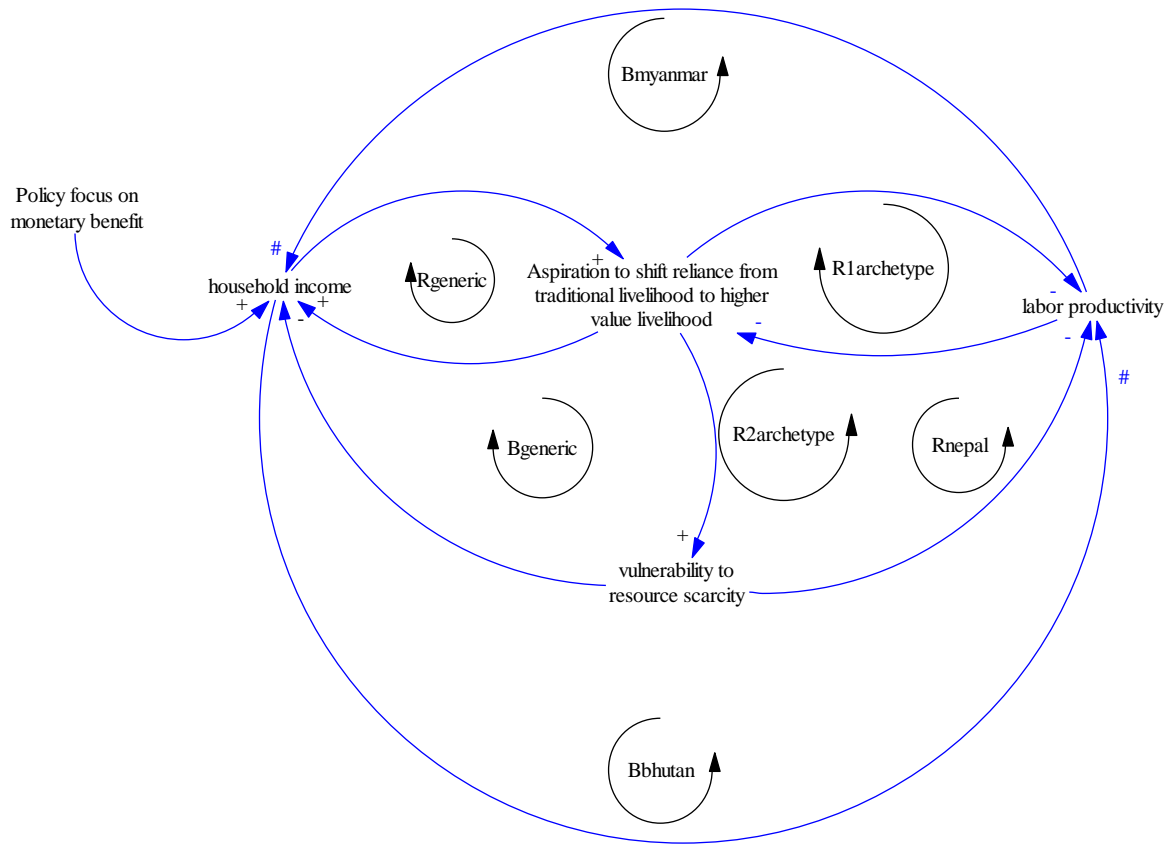 Bmyanmar
Policy focus on
monetary benefit
#
household income
+
+
-
Rgeneric
+
Aspiration to shift reliance from
traditional livelihood to higher
value livelihood
R1archetype
-
-
labor productivity
-
#
Bgeneric
R2archetype
Rnepal
+
vulnerability to
resource scarcity
Bbhutan